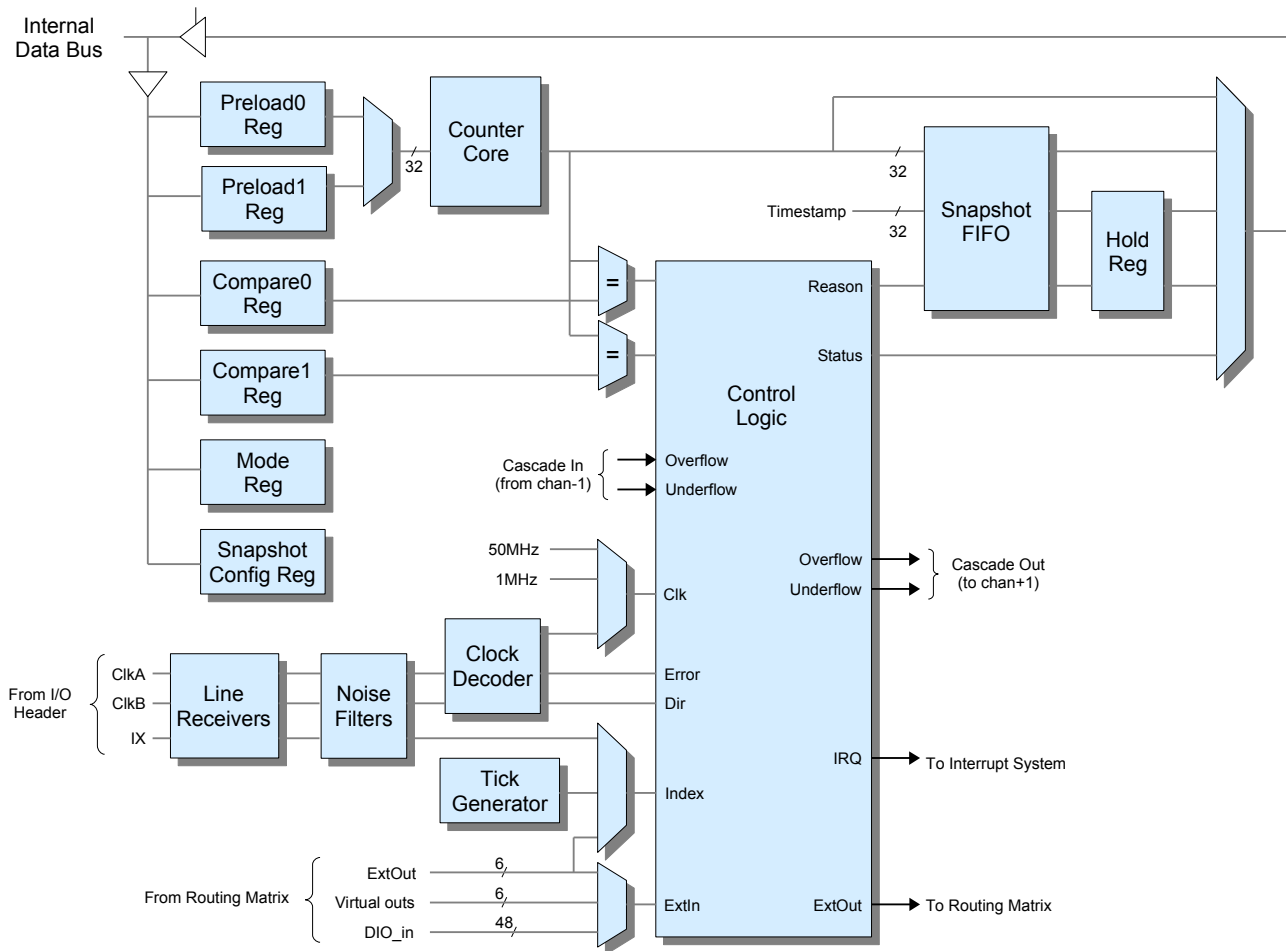 Internal
Data Bus
Preload0
Reg
Counter
Core
32
Preload1
Reg
32
Timestamp
32
Snapshot
FIFO
Hold
Reg
Compare0
Reg
=
Reason
Compare1
Reg
=
Status
Control
Logic
Mode
Reg
Cascade In
(from chan-1)
Overflow
Underflow
Snapshot
Config Reg
50MHz
1MHz
Clk
Overflow
Underflow
Cascade Out
(to chan+1)
From I/O
Header
ClkA
ClkB
IX
Line
Receivers
Noise
Filters
Clock
Decoder
Error
Dir
Tick
Generator
Index
IRQ
To Interrupt System
From Routing Matrix
ExtOut
6
Virtual outs
6
DIO_in
48
ExtIn
ExtOut
To Routing Matrix